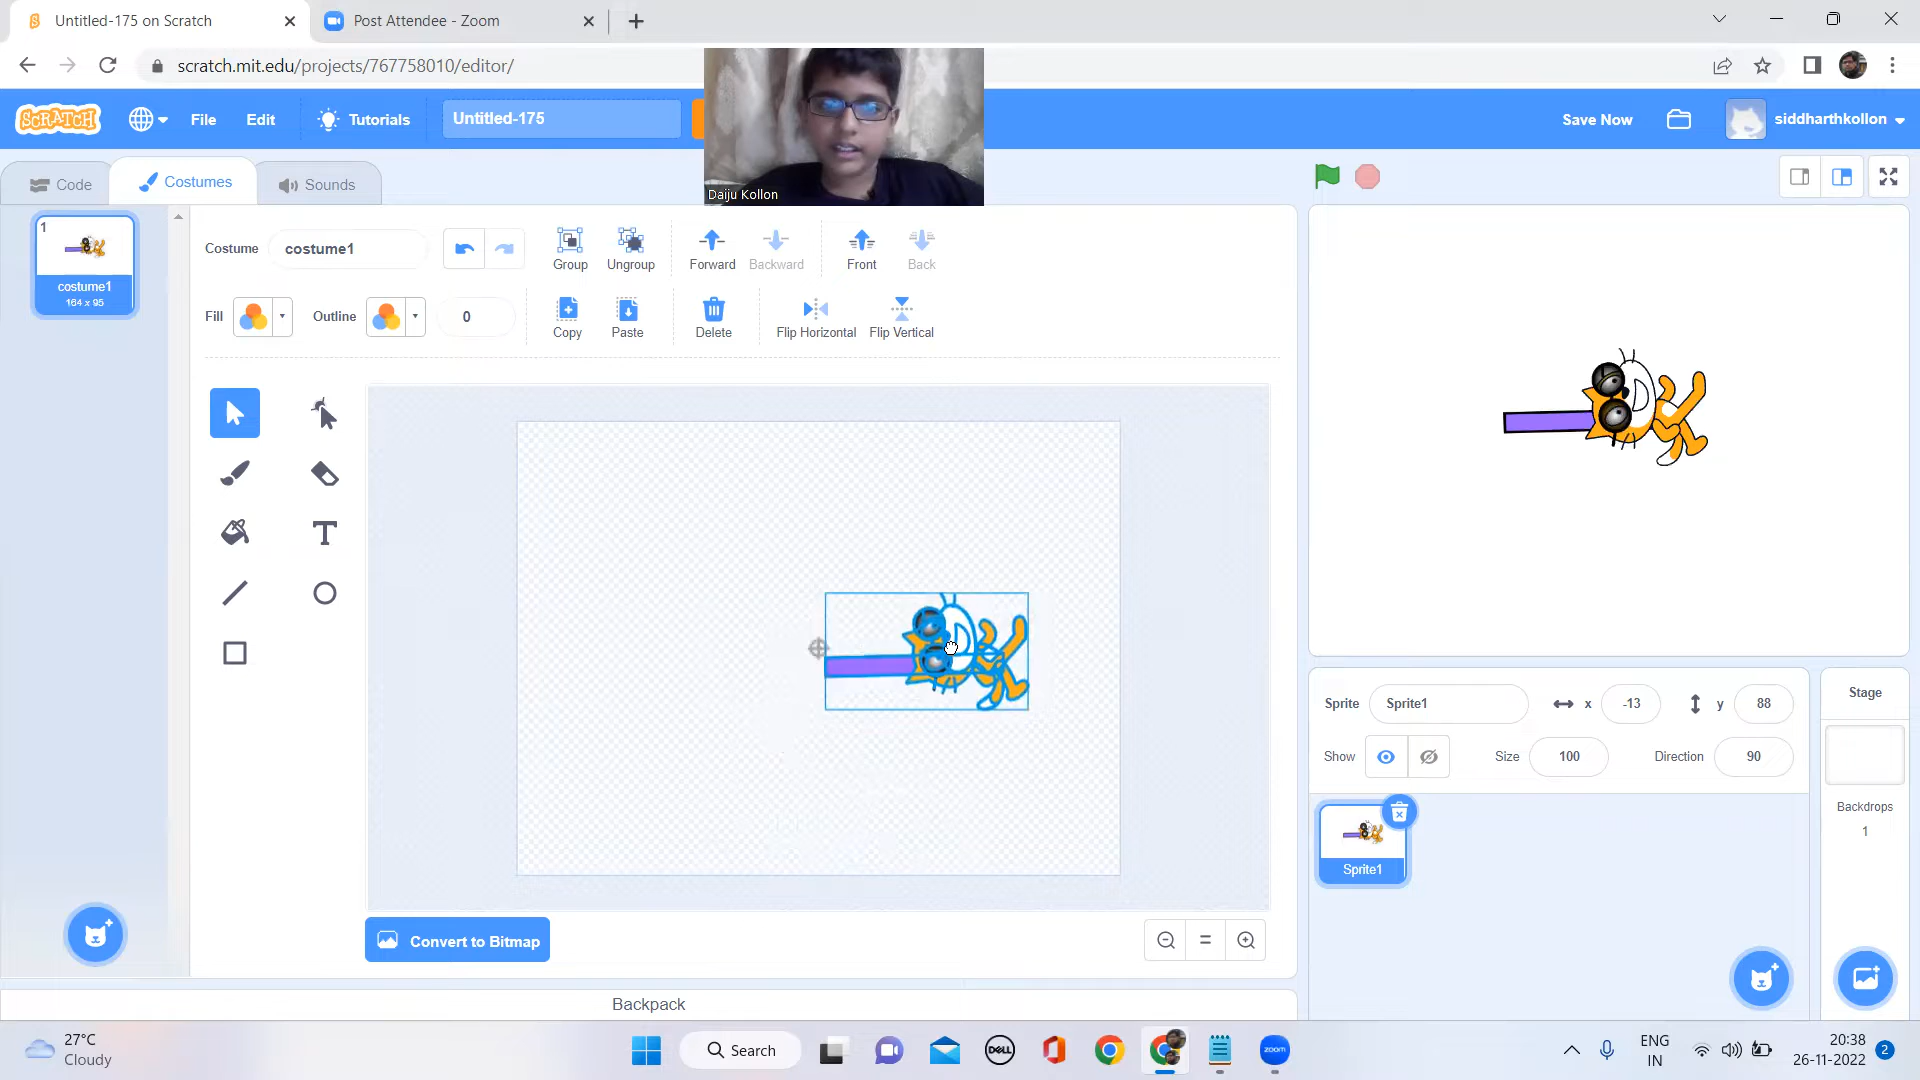 Untitled-175 on Scratch
Post Attendee - Zoom
scratch.mit.edu/projects/767758010/editor/
SCRATCH
File
Edit
Tutorials
Untitled-175
Save Now
siddharthkollon
Daiju Kollon
Code
Costumes
Sounds
1
costume1
164 x 95
Costume
costume1
Group
Ungroup
Forward
Backward
Front
Back
Fill
Outline
0
Copy
Paste
Delete
Flip Horizontal
Flip Vertical
T
Convert to Bitmap
Backpack
Sprite
Sprite1
x
-13
y
88
Show
Size
100
Direction
90
Sprite1
Stage
Backdrops
1
27°C
Cloudy
Search
DELL
zoom
ENG
IN
20:38
26-11-2022
2